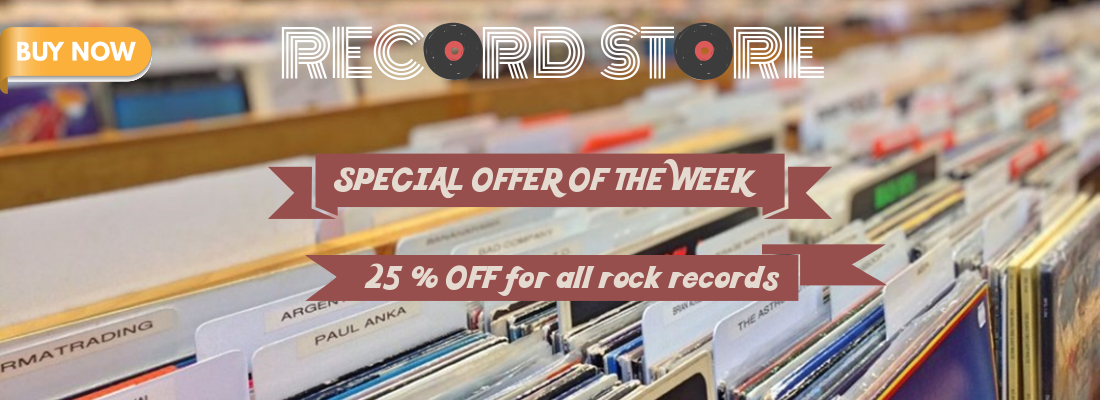 BUY NOW
RECORD STORE
SPECIAL OFFER OF THE WEEK
25 % OFF for all rock records
BAD COMPANY
PAUL ANKA
RMATRADING
THE ASTR
ARGEN
BRIAN